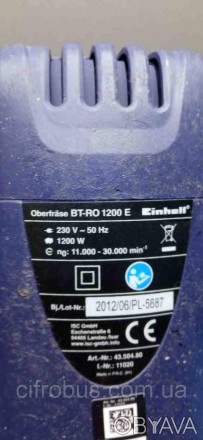 Oberfräse BT-RO 1200 E Einhell®
230 V ~ 50 Hz
1200 W
n0: 11.000 - 30.000 min-1
Bj./Lot-Nr.: 2012/06/PL-5687
ISC GmbH
Eschenstraße 6
94405 Landau/Isar
www.isc-gmbh.info
Art.-Nr.: 43.504.80
I.-Nr.: 11020
cifrobus.com.ua
BYAVA